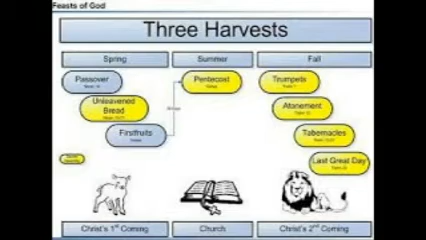 Feasts of God
Three Harvests
Spring
Summer
Fall
Passover
Unleavened
Bread
Firstfruits
Pentecost
Trumpets
Atonement
Tabernacles
Last Great Day
Christ's 1st Coming
Church
Christ's 2nd Coming